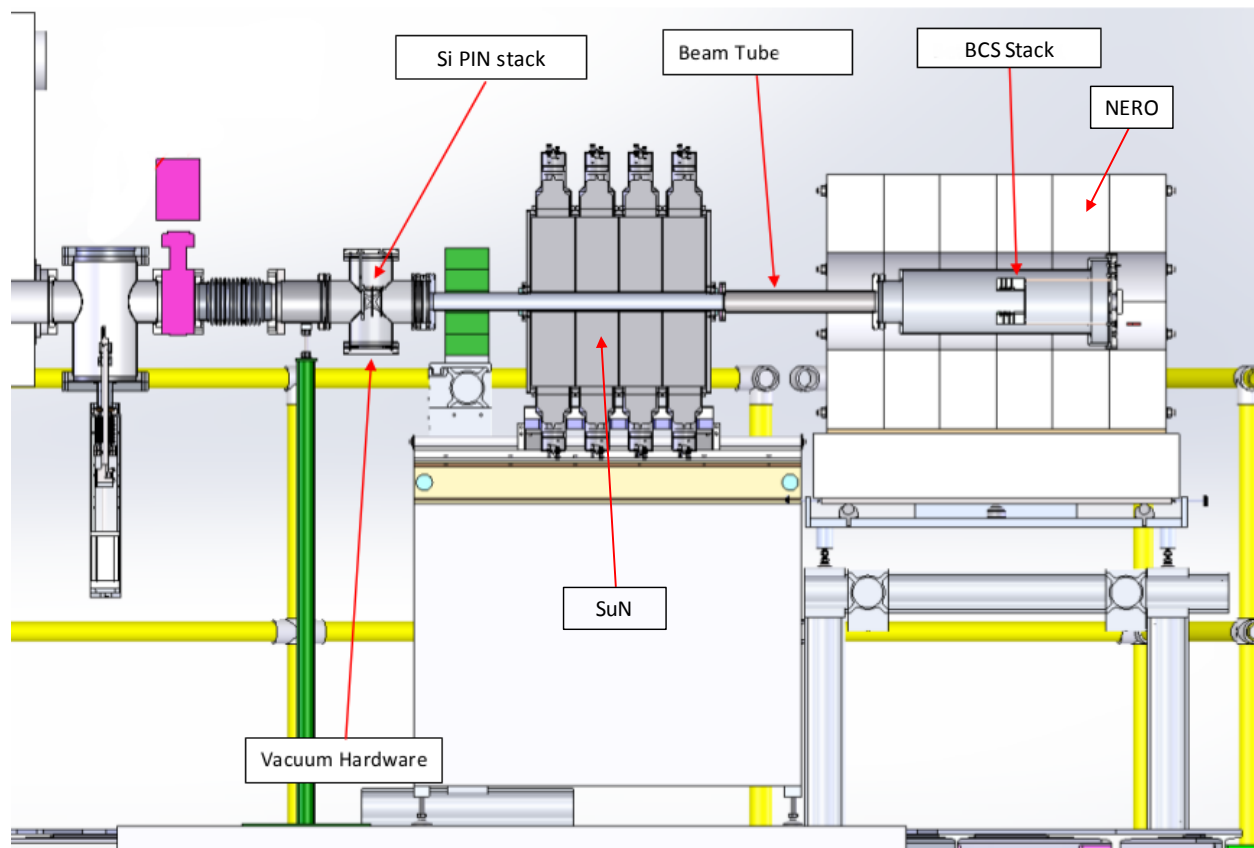 Si PIN stack
Beam Tube
BCS Stack
NERO
SuN
Vacuum Hardware